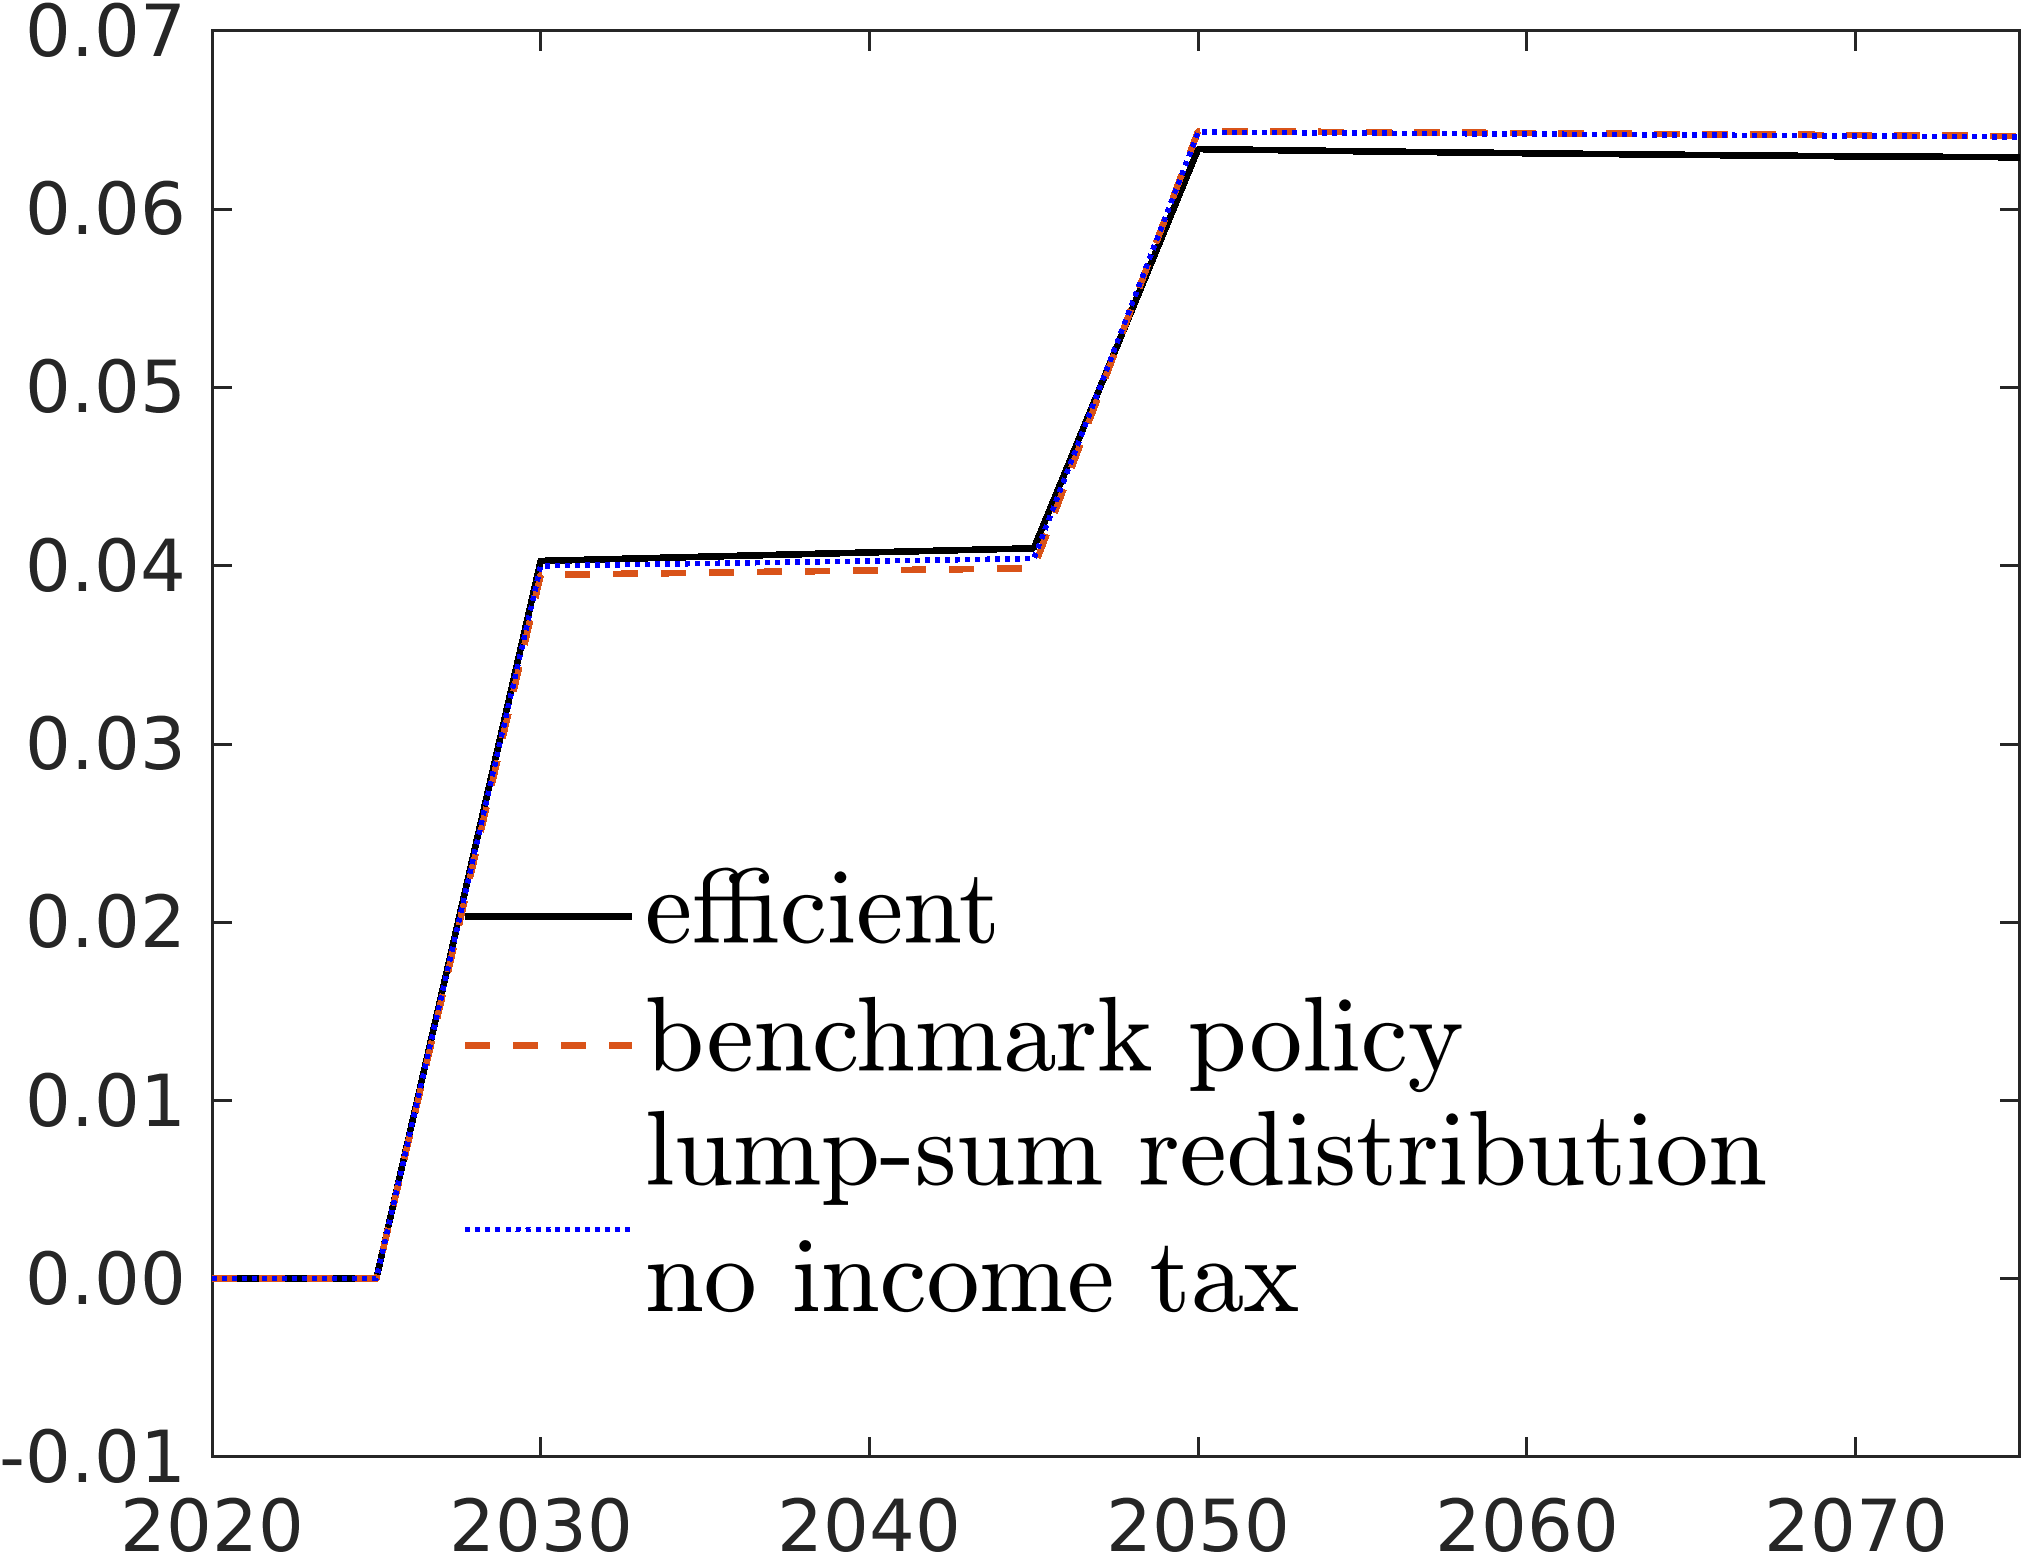 0.07
0.06
0.05
0.04
0.03
0.02
0.01
0.00
-0.01
efficient
benchmark policy
lump-sum redistribution
no income tax
2020 2030 2040 2050 2060 2070